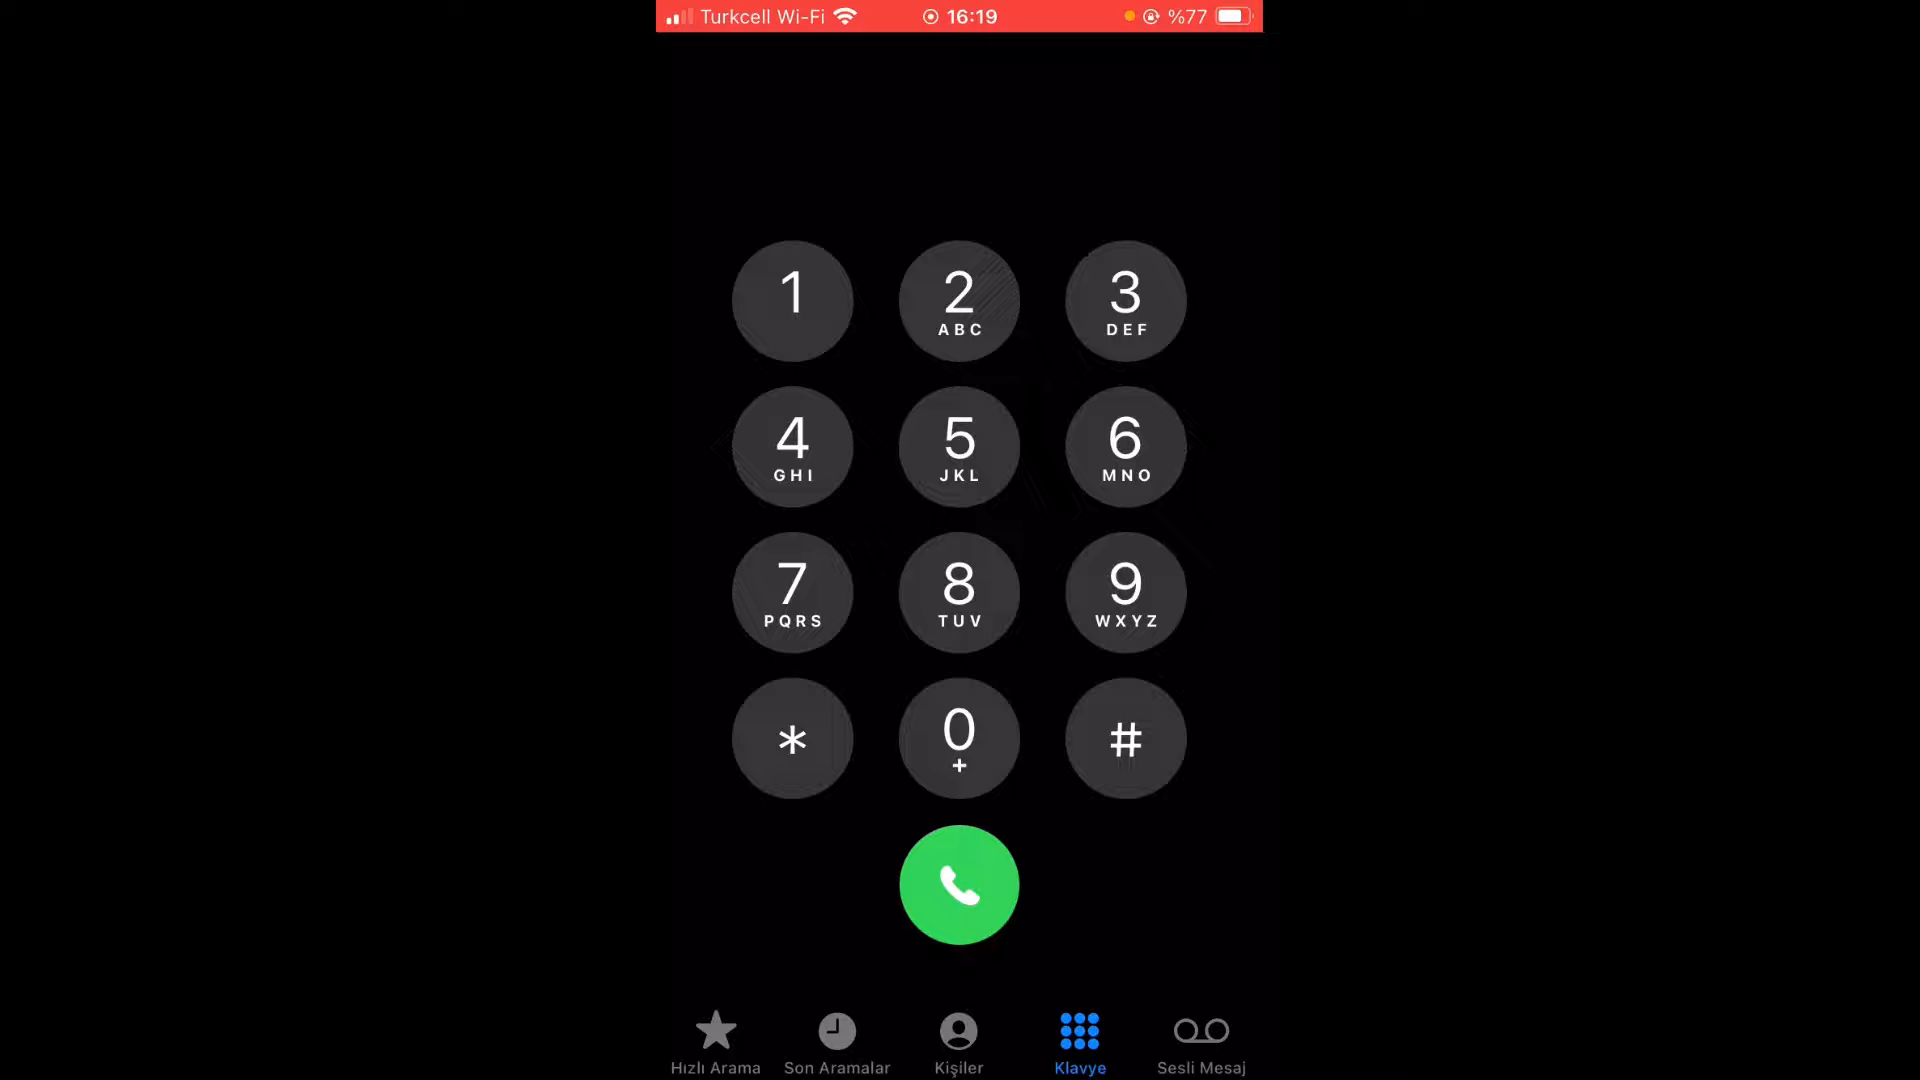 Turkcell Wi-Fi 16:19 %77
1 2 3
ABC DEF
4 5 6
GHI JKL MNO
7 8 9
PQRS TUV WXYZ
* 0 #
+
Hızlı Arama Son Aramalar Kişiler Klavye Sesli Mesaj